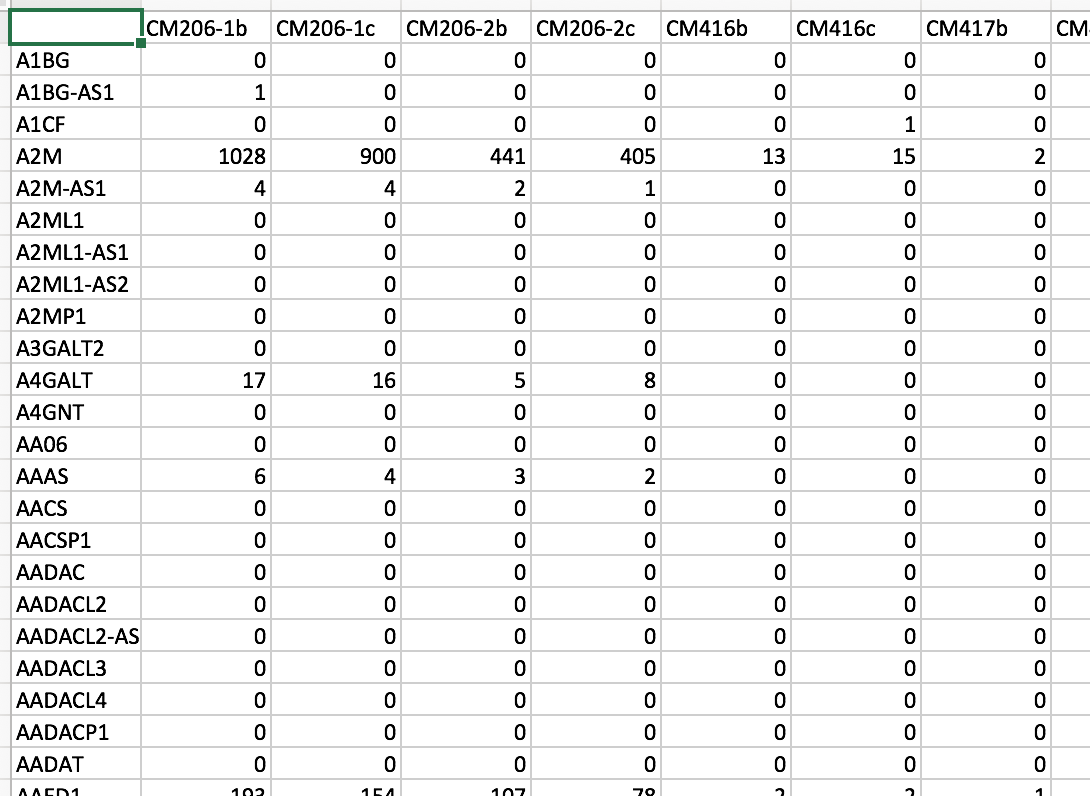 CM206-1b CM206-1c CM206-2b CM206-2c CM416b CM416c CM417b CM
A1BG 0 0 0 0 0 0 0
A1BG-AS1 1 0 0 0 0 0 0
A1CF 0 0 0 0 0 1 0
A2M 1028 900 441 405 13 15 2
A2M-AS1 4 4 2 1 0 0 0
A2ML1 0 0 0 0 0 0 0
A2ML1-AS1 0 0 0 0 0 0 0
A2ML1-AS2 0 0 0 0 0 0 0
A2MP1 0 0 0 0 0 0 0
A3GALT2 0 0 0 0 0 0 0
A4GALT 17 16 5 8 0 0 0
A4GNT 0 0 0 0 0 0 0
AA06 0 0 0 0 0 0 0
AAAS 6 4 3 2 0 0 0
AACS 0 0 0 0 0 0 0
AACSP1 0 0 0 0 0 0 0
AADAC 0 0 0 0 0 0 0
AADACL2 0 0 0 0 0 0 0
AADACL2-AS 0 0 0 0 0 0 0
AADACL3 0 0 0 0 0 0 0
AADACL4 0 0 0 0 0 0 0
AADACP1 0 0 0 0 0 0 0
AADAT 0 0 0 0 0 0 0